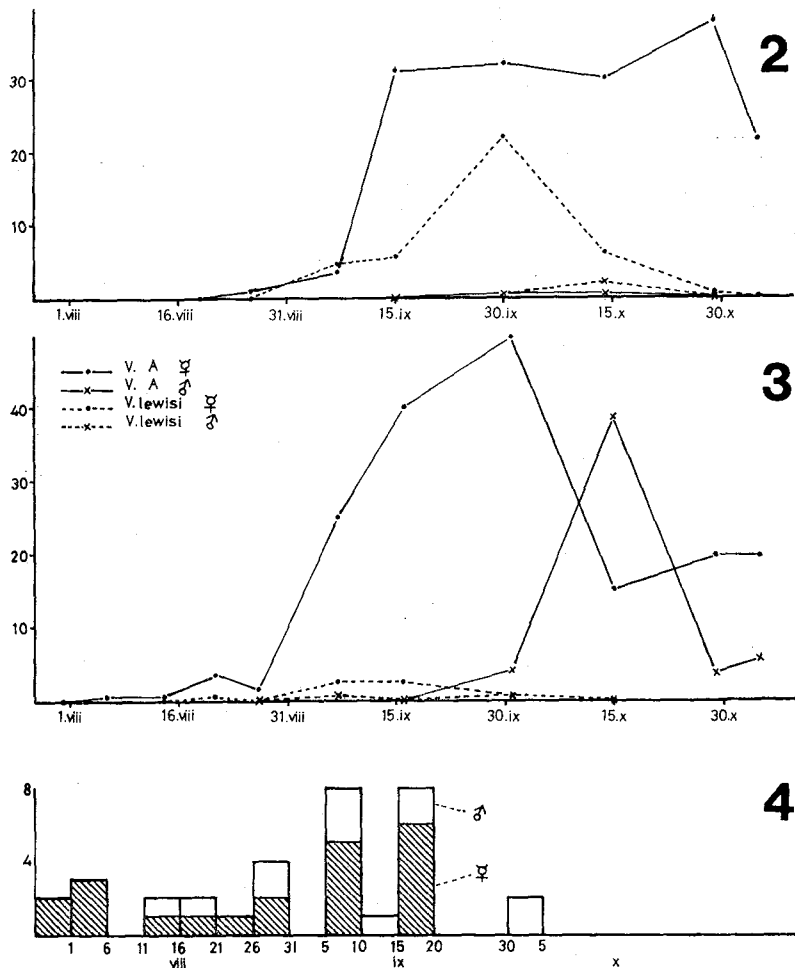 2
30
20
10
1.viii 16.viii 31.viii 15.ix 30.ix 15.x 30.x
3
V. A ☿
V. A ♂
V. lewisi ☿
V. lewisi ♂
40
30
20
10
1.viii 16.viii 31.viii 15.ix 30.ix 15.x 30.x
4
8
♂
4
☿
1 6 11 16 21 26 31 5 10 15 20 30 5
viii ix x